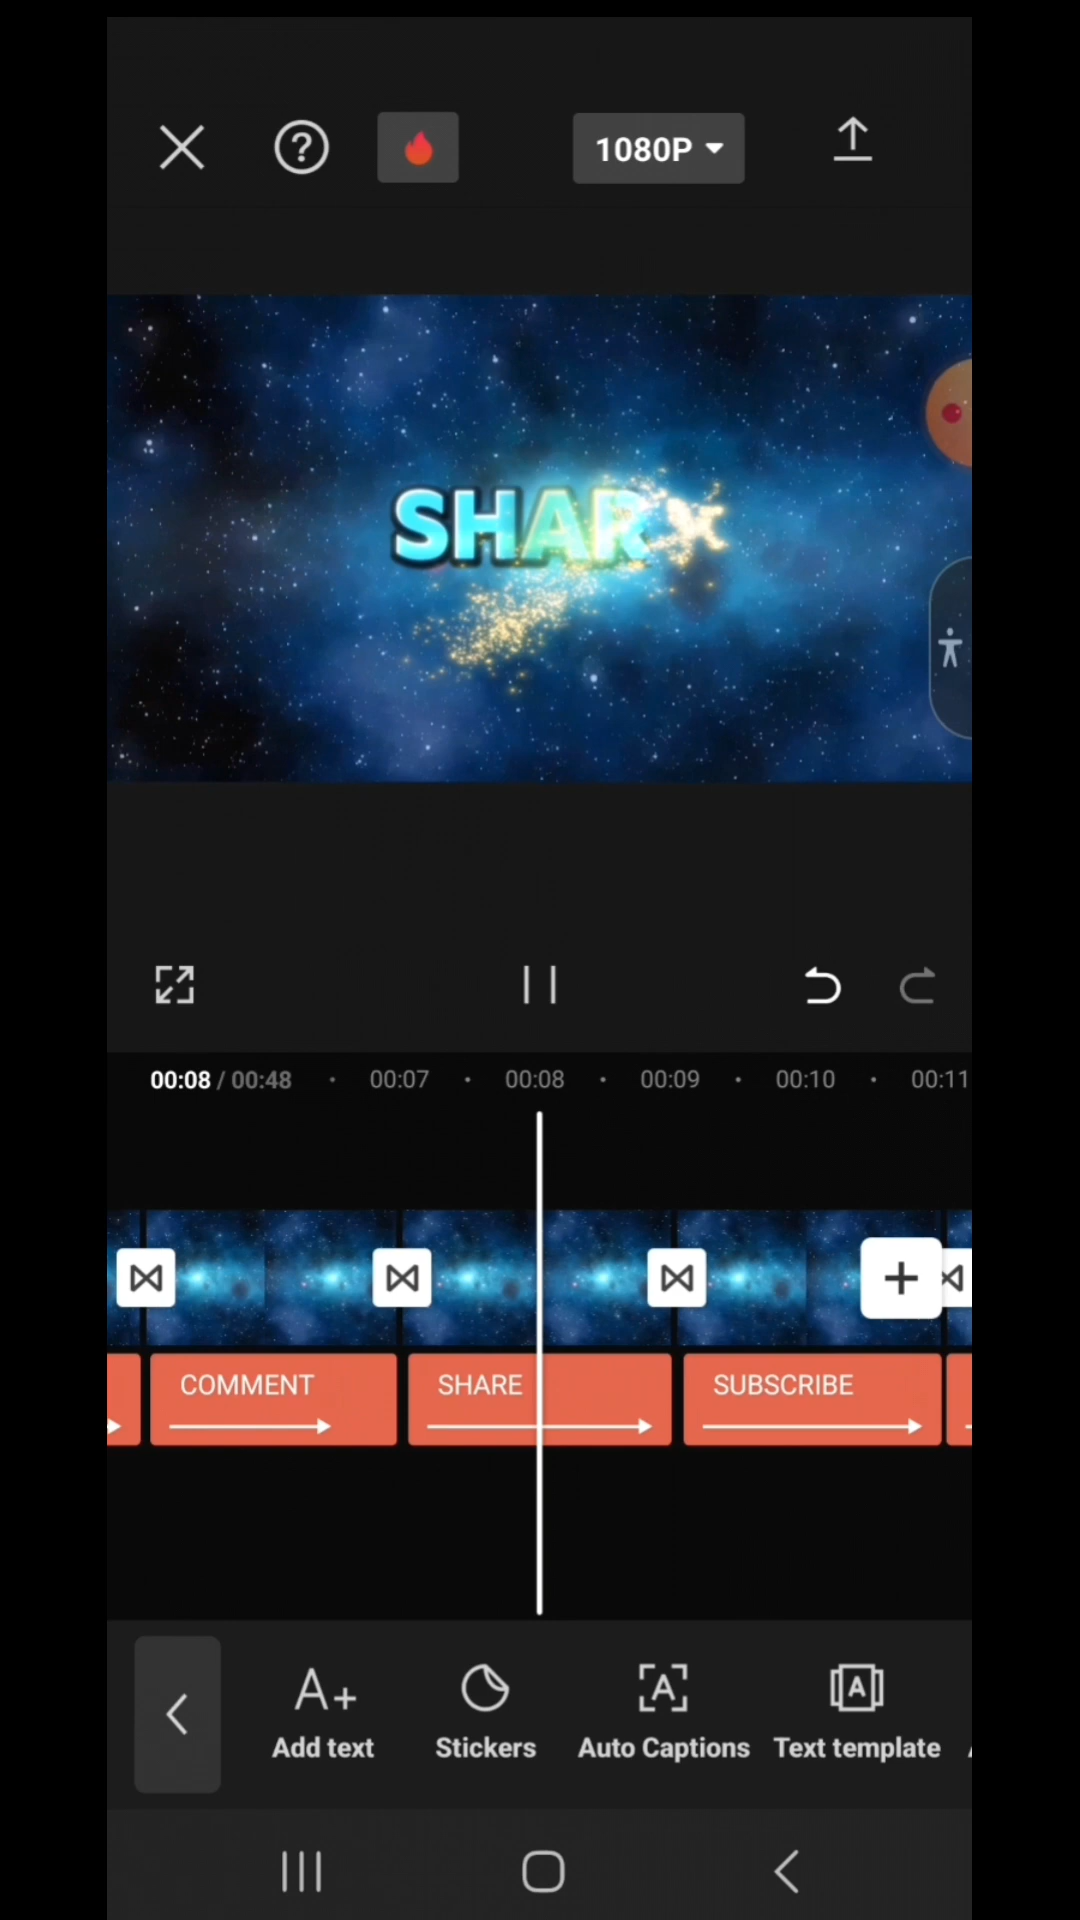 1080P
SHAR
00:08 / 00:48 00:07 00:08 00:09 00:10 00:11
COMMENT SHARE SUBSCRIBE
Add text Stickers Auto Captions Text template